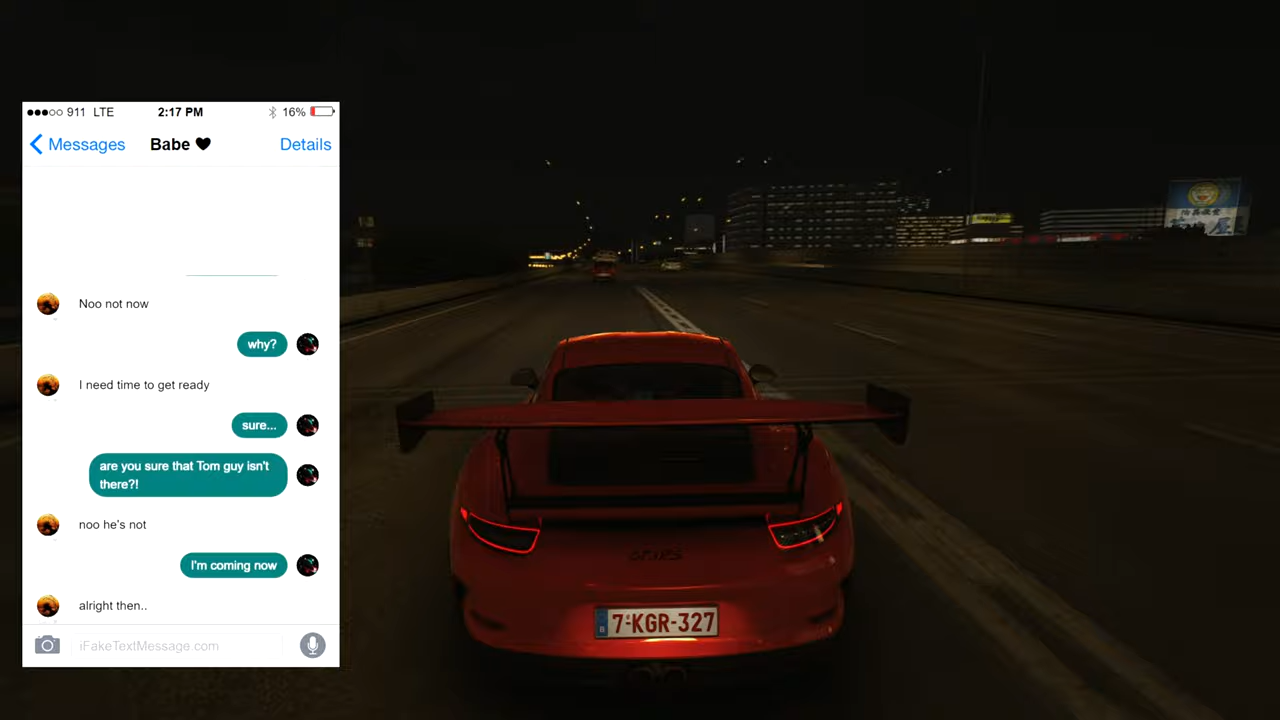 911 LTE 2:17 PM 16%
Messages Babe ♥ Details
Noo not now
why?
I need time to get ready
sure...
are you sure that Tom guy isn't
there?!
noo he's not
I'm coming now
alright then..
iFakeTextMessage.com
B 7-KGR-327